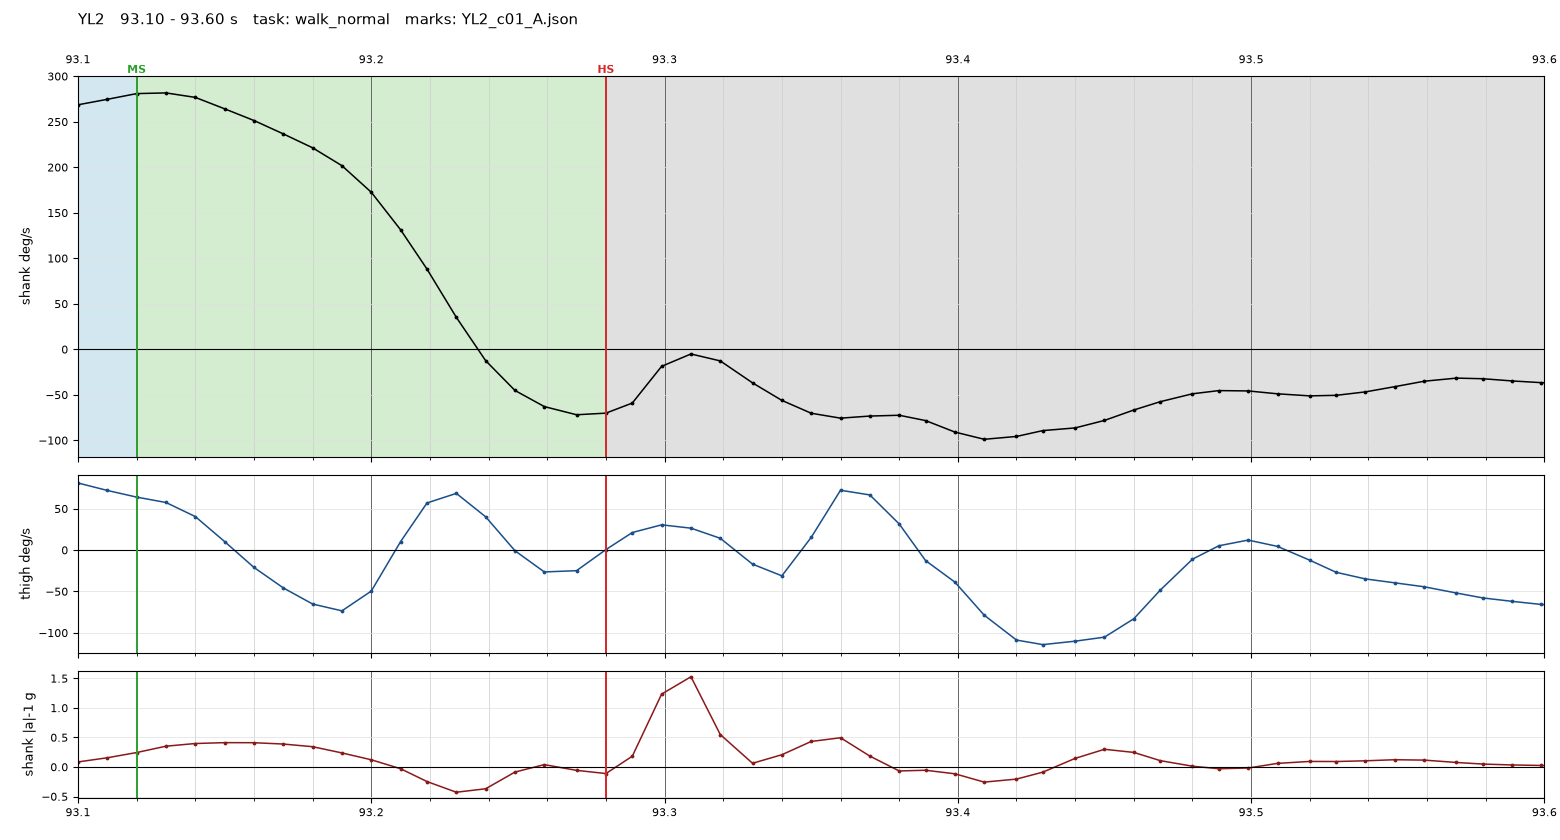 YL2   93.10 - 93.60 s   task: walk_normal   marks: YL2_c01_A.json
93.1 93.2 93.3 93.4 93.5 93.6
MS HS
300
250
200
150
100
50
0
−50
−100
shank deg/s
50
0
−50
−100
thigh deg/s
1.5
1.0
0.5
0.0
−0.5
shank |a|-1 g
93.1 93.2 93.3 93.4 93.5 93.6